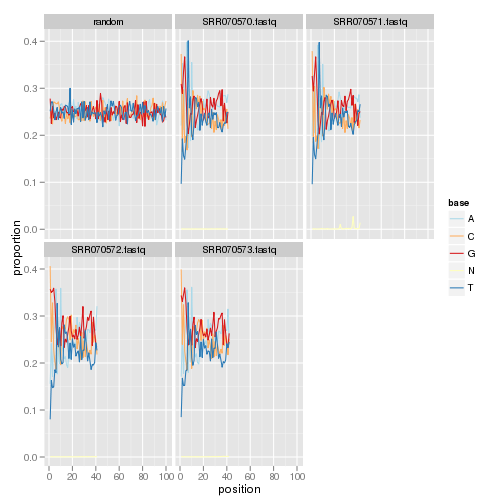 random SRR070570.fastq SRR070571.fastq
0.4
0.3
0.2
0.1
0.0
SRR070572.fastq SRR070573.fastq
0.4
0.3
0.2
0.1
0.0
0 20 40 60 80 100 0 20 40 60 80 100
position
proportion
base
A
C
G
N
T